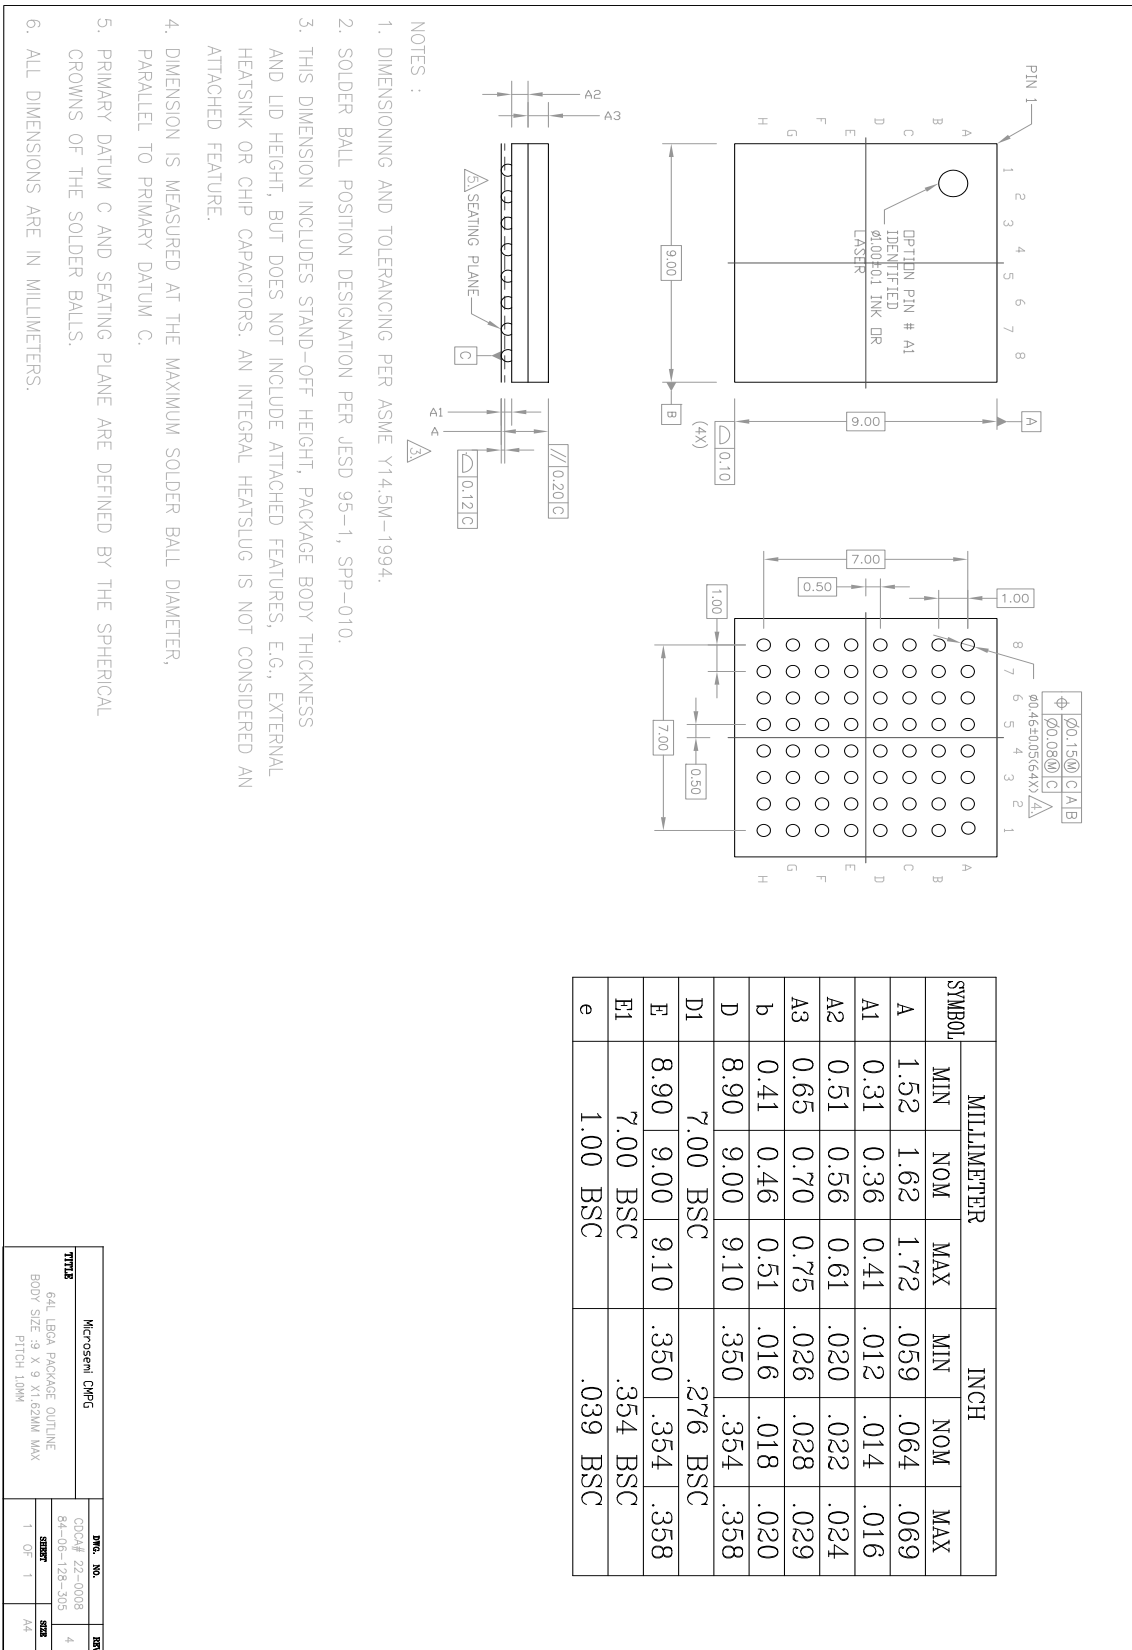 PIN 1
1 2 3 4 5 6 7 8
A
B
C
D
E
F
G
H
OPTION PIN # A1
IDENTIFIED
Ø1.00±0.1 INK OR
LASER
9.00
9.00
A
B
⌓ 0.10
(4X)
A2
A3
5. SEATING PLANE
C
A1
A
3.
// 0.20 C
⌓ 0.12 C
7.00
0.50
1.00
1.00
7.00
0.50
⌖ Ø0.15Ⓜ C A B
Ø0.08Ⓜ C
Ø0.46±0.05(64X) 4.
8 7 6 5 4 3 2 1
A
B
C
D
E
F
G
H
SYMBOL MILLIMETER INCH
MIN NOM MAX MIN NOM MAX
A 1.52 1.62 1.72 .059 .064 .069
A1 0.31 0.36 0.41 .012 .014 .016
A2 0.51 0.56 0.61 .020 .022 .024
A3 0.65 0.70 0.75 .026 .028 .029
b 0.41 0.46 0.51 .016 .018 .020
D 8.90 9.00 9.10 .350 .354 .358
D1 7.00 BSC .276 BSC
E 8.90 9.00 9.10 .350 .354 .358
E1 7.00 BSC .354 BSC
e 1.00 BSC .039 BSC
NOTES :
1. DIMENSIONING AND TOLERANCING PER ASME Y14.5M-1994.
2. SOLDER BALL POSITION DESIGNATION PER JESD 95-1, SPP-010.
3. THIS DIMENSION INCLUDES STAND-OFF HEIGHT, PACKAGE BODY THICKNESS
AND LID HEIGHT, BUT DOES NOT INCLUDE ATTACHED FEATURES, E.G., EXTERNAL
HEATSINK OR CHIP CAPACITORS. AN INTEGRAL HEATSLUG IS NOT CONSIDERED AN
ATTACHED FEATURE.
4. DIMENSION IS MEASURED AT THE MAXIMUM SOLDER BALL DIAMETER,
PARALLEL TO PRIMARY DATUM C.
5. PRIMARY DATUM C AND SEATING PLANE ARE DEFINED BY THE SPHERICAL
CROWNS OF THE SOLDER BALLS.
6. ALL DIMENSIONS ARE IN MILLIMETERS.
Microsemi CMPG
TITLE
64L LBGA PACKAGE OUTLINE
BODY SIZE :9 X 9 X1.62MM MAX
PITCH 1.0MM
DWG. NO.
CDCA# 22-0008
84-06-128-305
REV
4
SHEET
1 OF 1
SIZE
A4